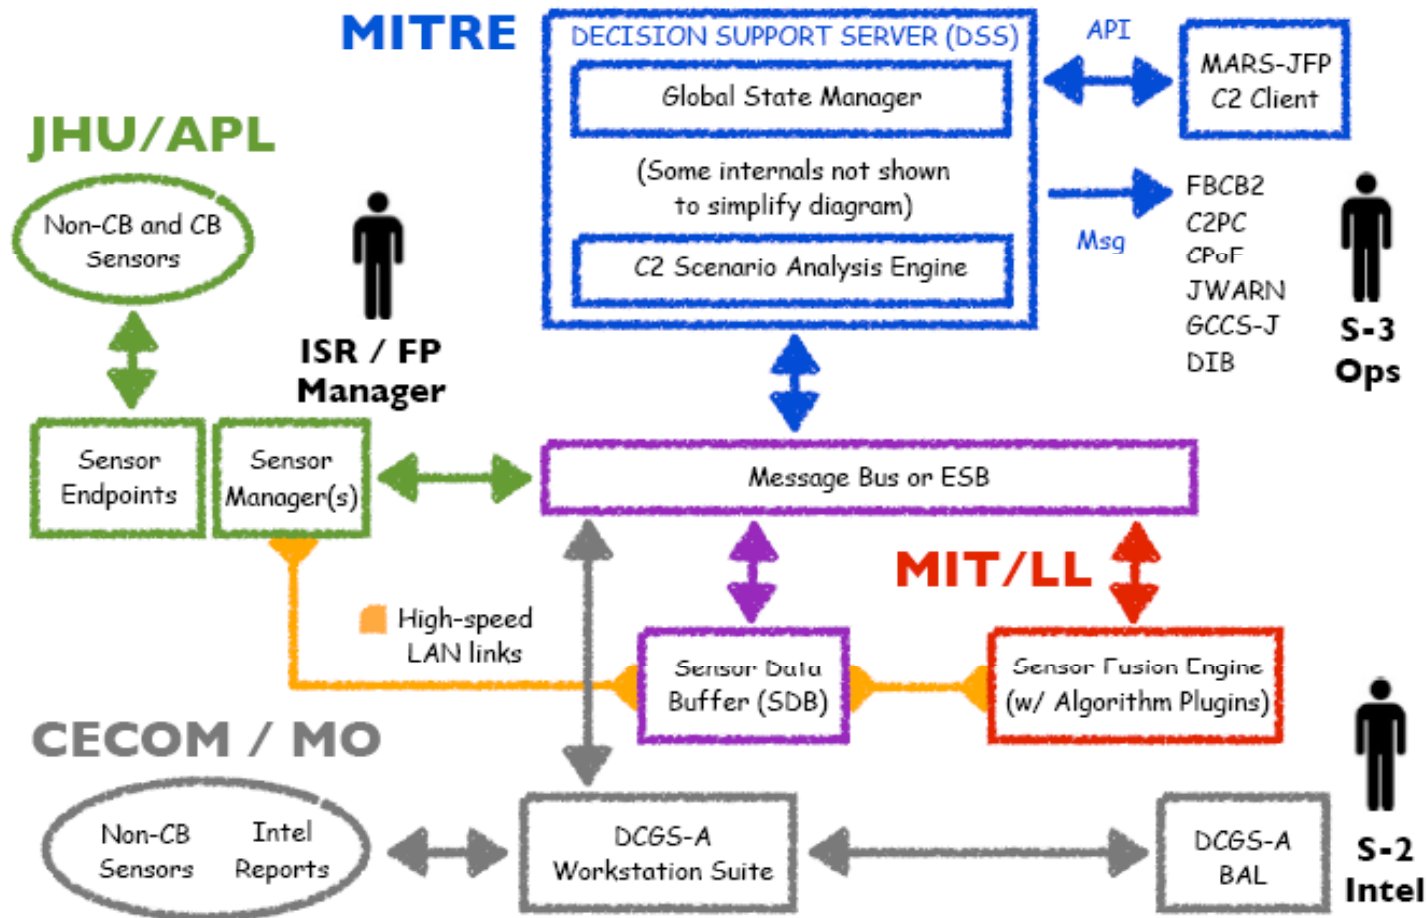 MITRE
DECISION SUPPORT SERVER (DSS)
Global State Manager
(Some internals not shown
to simplify diagram)
C2 Scenario Analysis Engine
API
MARS-JFP
C2 Client
Msg
FBCB2
C2PC
CPoF
JWARN
GCCS-J
DIB
S-3
Ops
JHU/APL
Non-CB and CB
Sensors
ISR / FP
Manager
Sensor
Endpoints
Sensor
Manager(s)
Message Bus or ESB
MIT/LL
High-speed
LAN links
Sensor Data
Buffer (SDB)
Sensor Fusion Engine
(w/ Algorithm Plugins)
CECOM / MO
Non-CB
Sensors
Intel
Reports
DCGS-A
Workstation Suite
DCGS-A
BAL
S-2
Intel